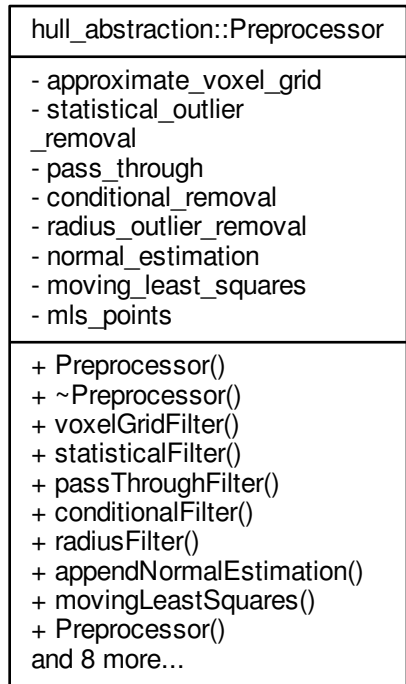 hull_abstraction::Preprocessor
- approximate_voxel_grid
- statistical_outlier
_removal
- pass_through
- conditional_removal
- radius_outlier_removal
- normal_estimation
- moving_least_squares
- mls_points
+ Preprocessor()
+ ~Preprocessor()
+ voxelGridFilter()
+ statisticalFilter()
+ passThroughFilter()
+ conditionalFilter()
+ radiusFilter()
+ appendNormalEstimation()
+ movingLeastSquares()
+ Preprocessor()
and 8 more...